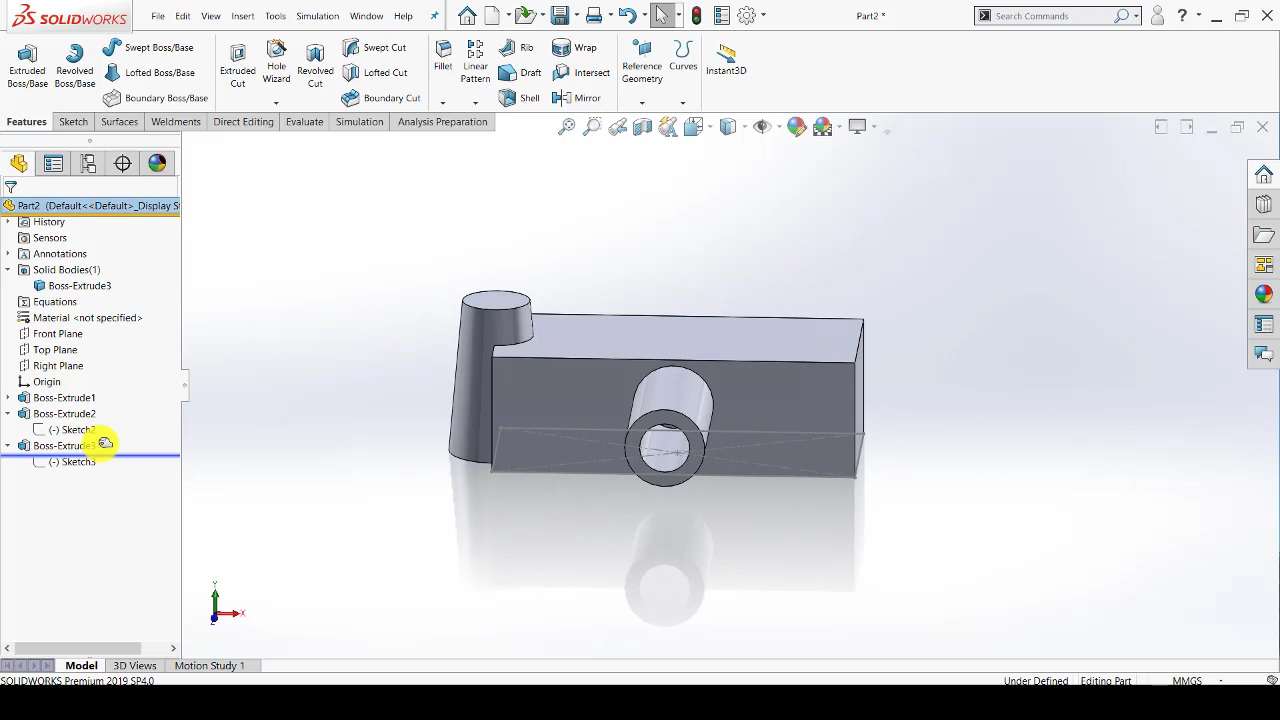 SOLIDWORKS
File Edit View Insert Tools Simulation Window Help
Part2 *
Search Commands
?
Extruded Boss/Base
Revolved Boss/Base
Swept Boss/Base
Lofted Boss/Base
Boundary Boss/Base
Extruded Cut
Hole Wizard
Revolved Cut
Swept Cut
Lofted Cut
Boundary Cut
Fillet
Linear Pattern
Rib
Draft
Shell
Wrap
Intersect
Mirror
Reference Geometry
Curves
Instant3D
Features Sketch Surfaces Weldments Direct Editing Evaluate Simulation Analysis Preparation
Part2 (Default<<Default>_Display S
History
Sensors
Annotations
Solid Bodies(1)
Boss-Extrude3
Equations
Material <not specified>
Front Plane
Top Plane
Right Plane
Origin
Boss-Extrude1
Boss-Extrude2
(-) Sketch2
Boss-Extrude3
(-) Sketch3
Y
X
Z
Model 3D Views Motion Study 1
SOLIDWORKS Premium 2019 SP4.0
Under Defined Editing Part MMGS -